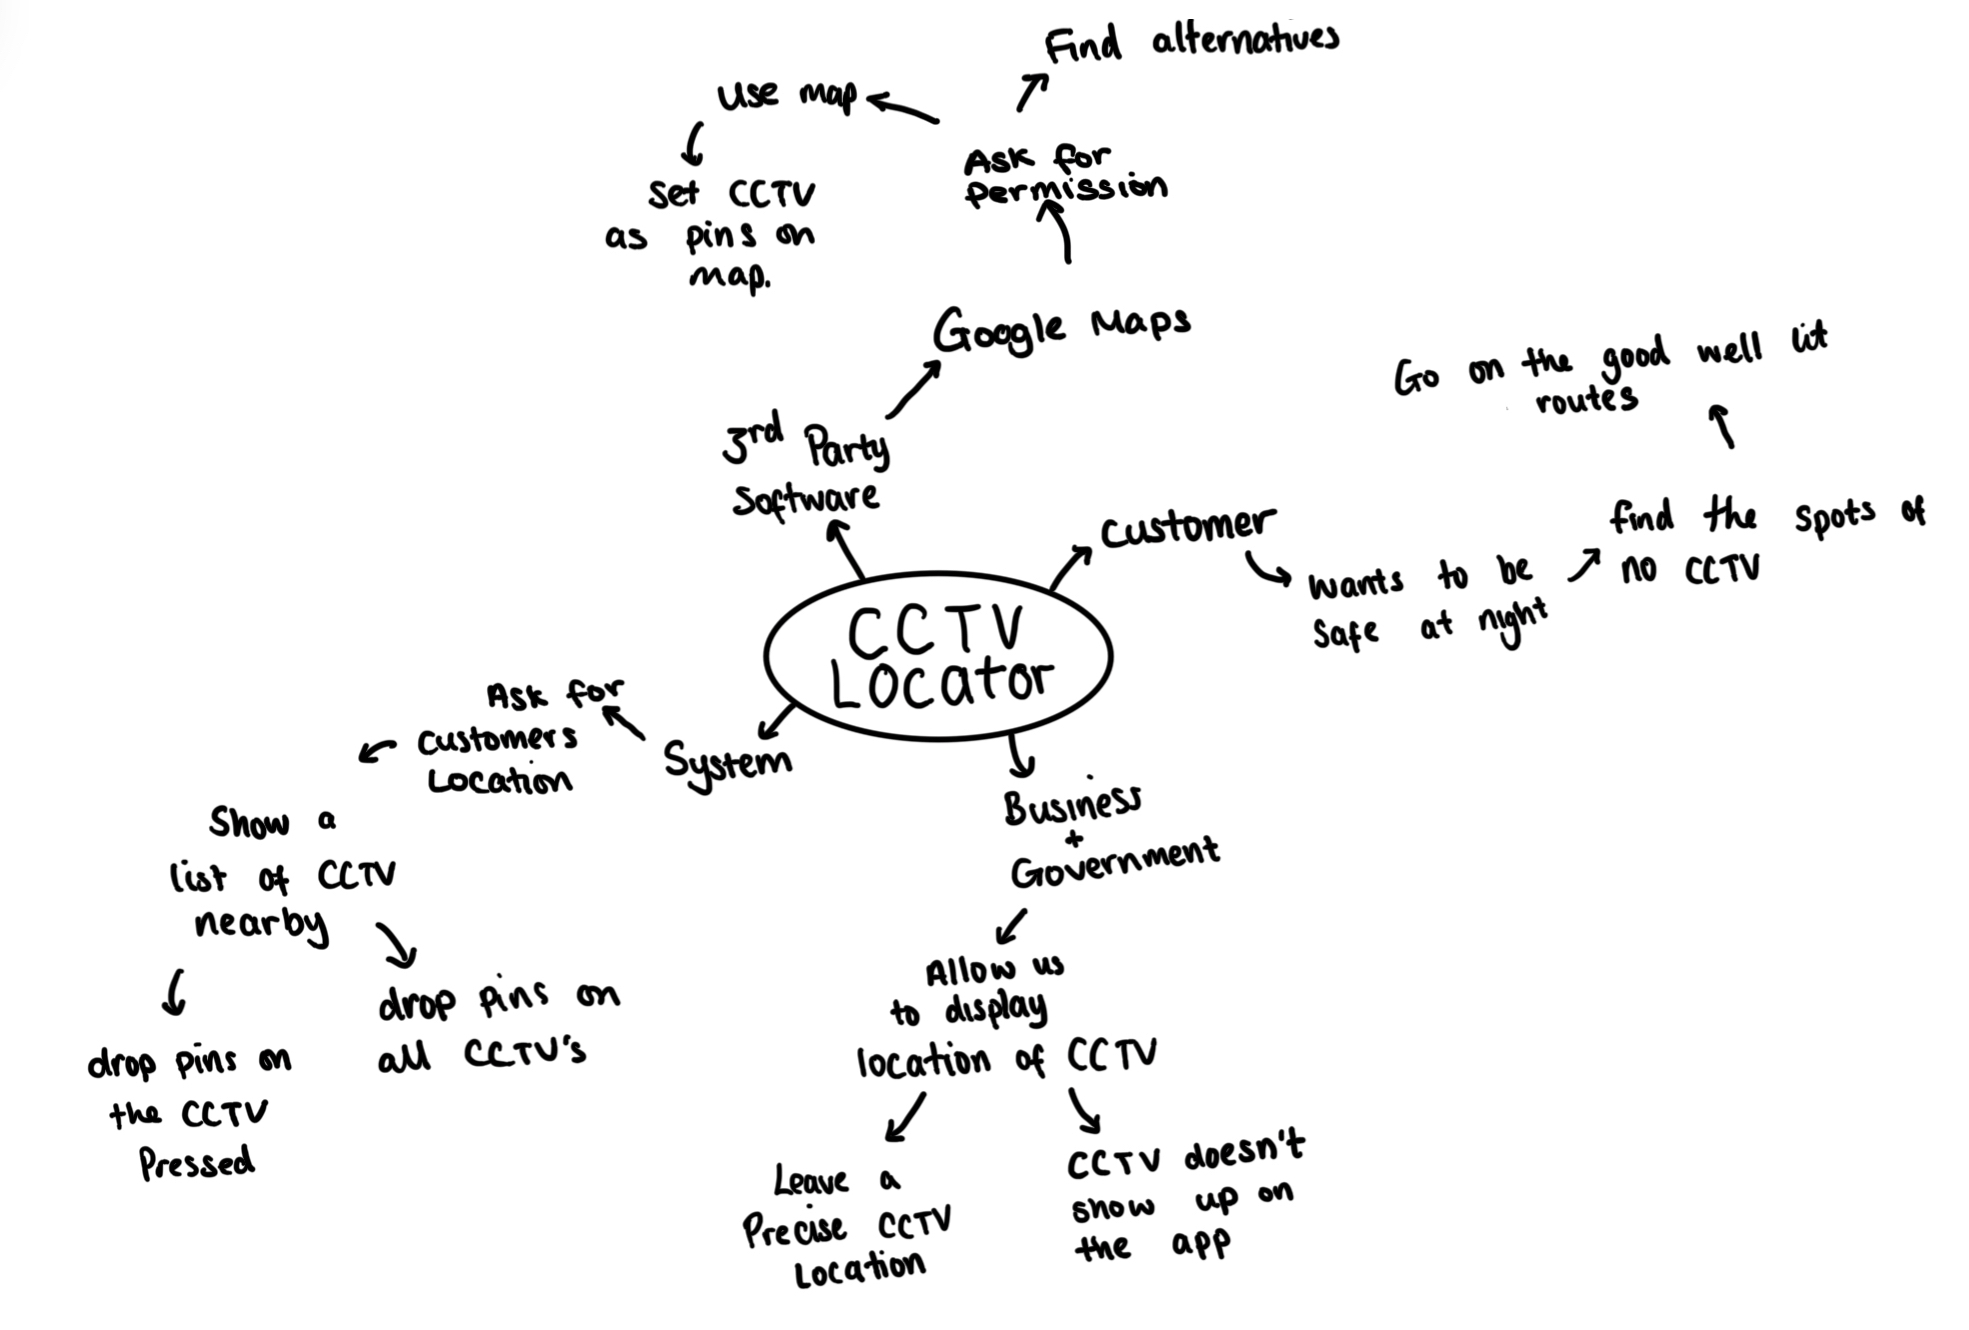 Find alternatives
Use map
Ask for
permission
Set CCTV
as pins on
map.
Google Maps
Go on the good well lit
routes
3rd Party
Software
Customer
find the spots of
no CCTV
wants to be
safe at night
CCTV
Locator
Ask for
customers
Location
System
Business
+
Government
Show a
list of CCTV
nearby
Allow us
to display
location of CCTV
drop pins on
all CCTV's
drop pins on
the CCTV
Pressed
Leave a
Precise CCTV
Location
CCTV doesn't
show up on
the app